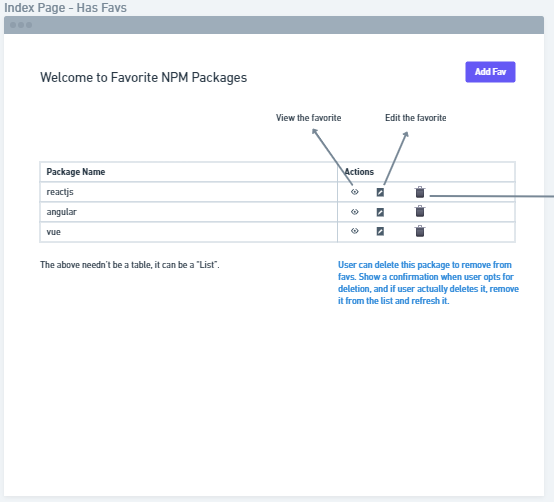 Index Page - Has Favs
Welcome to Favorite NPM Packages
Add Fav
View the favorite
Edit the favorite
Package Name
Actions
reactjs
angular
vue
The above needn't be a table, it can be a "List".
User can delete this package to remove from
favs. Show a confirmation when user opts for
deletion, and if user actually deletes it, remove
it from the list and refresh it.